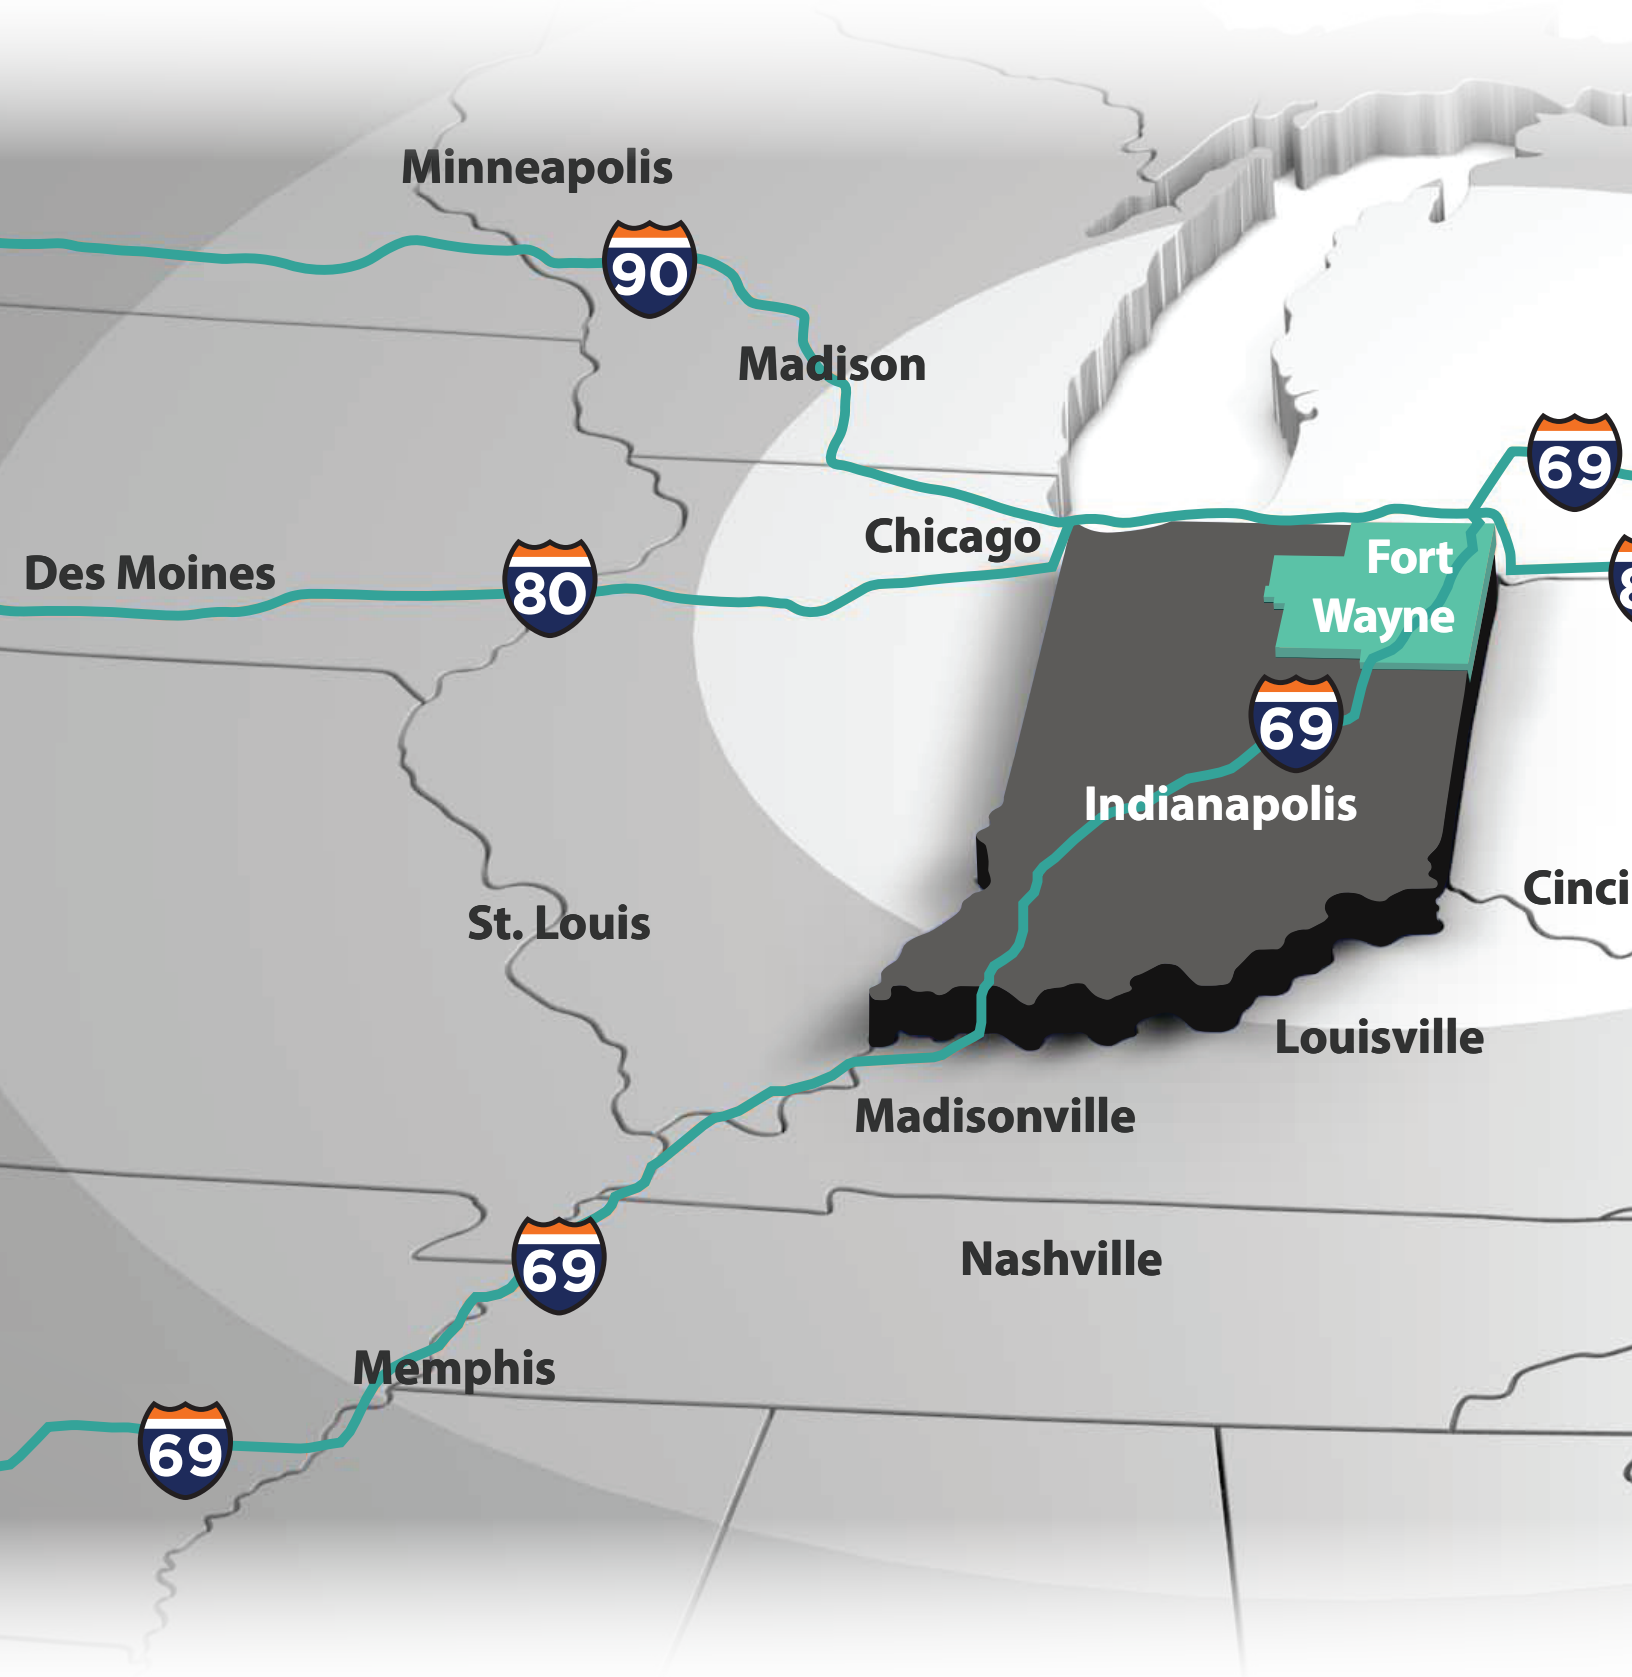 Minneapolis
90
Madison
69
Chicago
Fort
Wayne
Des Moines
80
8
69
Indianapolis
Cinci
St. Louis
Louisville
Madisonville
Nashville
69
Memphis
69